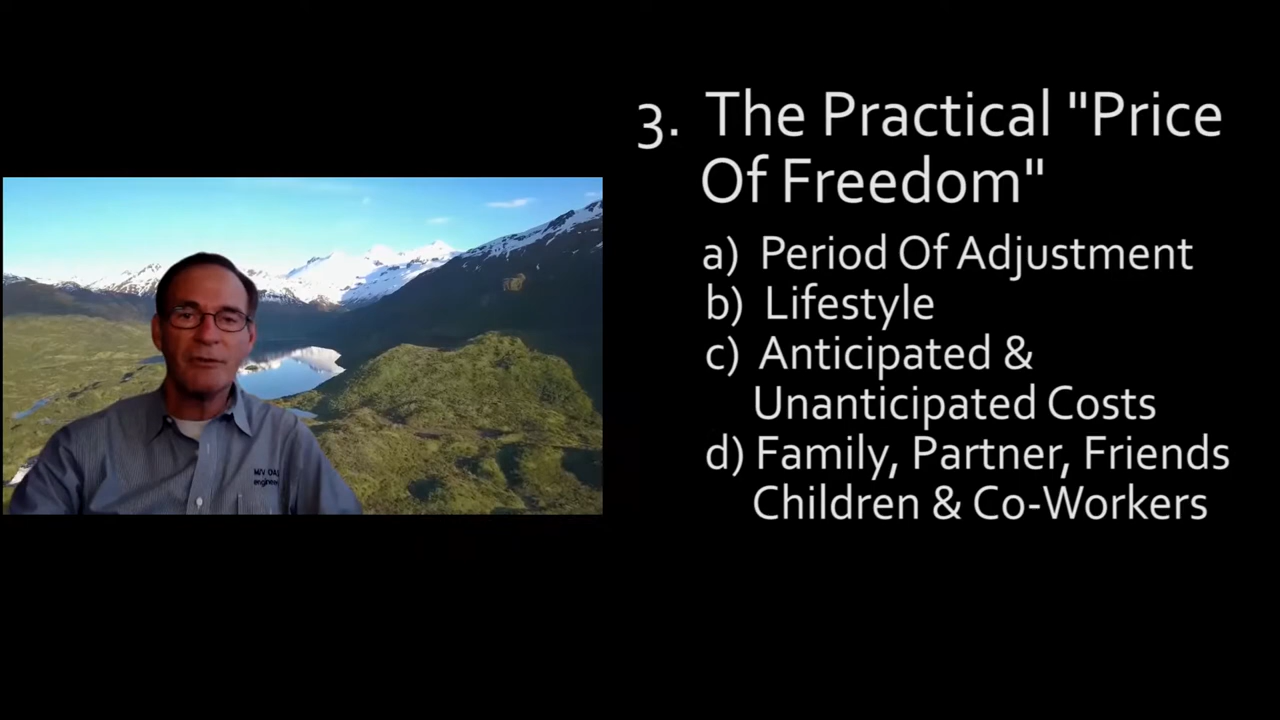 3. The Practical "Price
Of Freedom"
a) Period Of Adjustment
b) Lifestyle
c) Anticipated &
Unanticipated Costs
d) Family, Partner, Friends
Children & Co-Workers
M/V
engineer